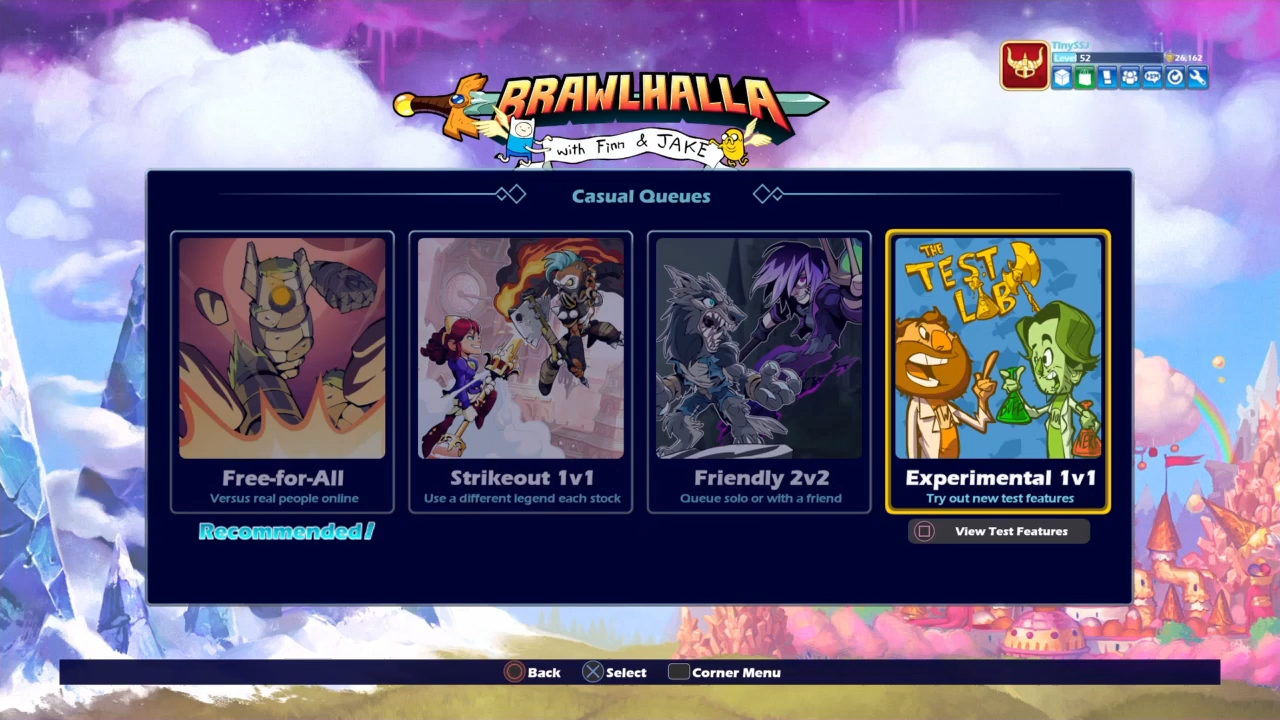 TinySSJ
Level 52
26,162
BRAWLHALLA
with Finn & JAKE
Casual Queues
THE
TEST
LAB
Free-for-All
Versus real people online
Recommended!
Strikeout 1v1
Use a different legend each stock
Friendly 2v2
Queue solo or with a friend
Experimental 1v1
Try out new test features
View Test Features
Back
Select
Corner Menu